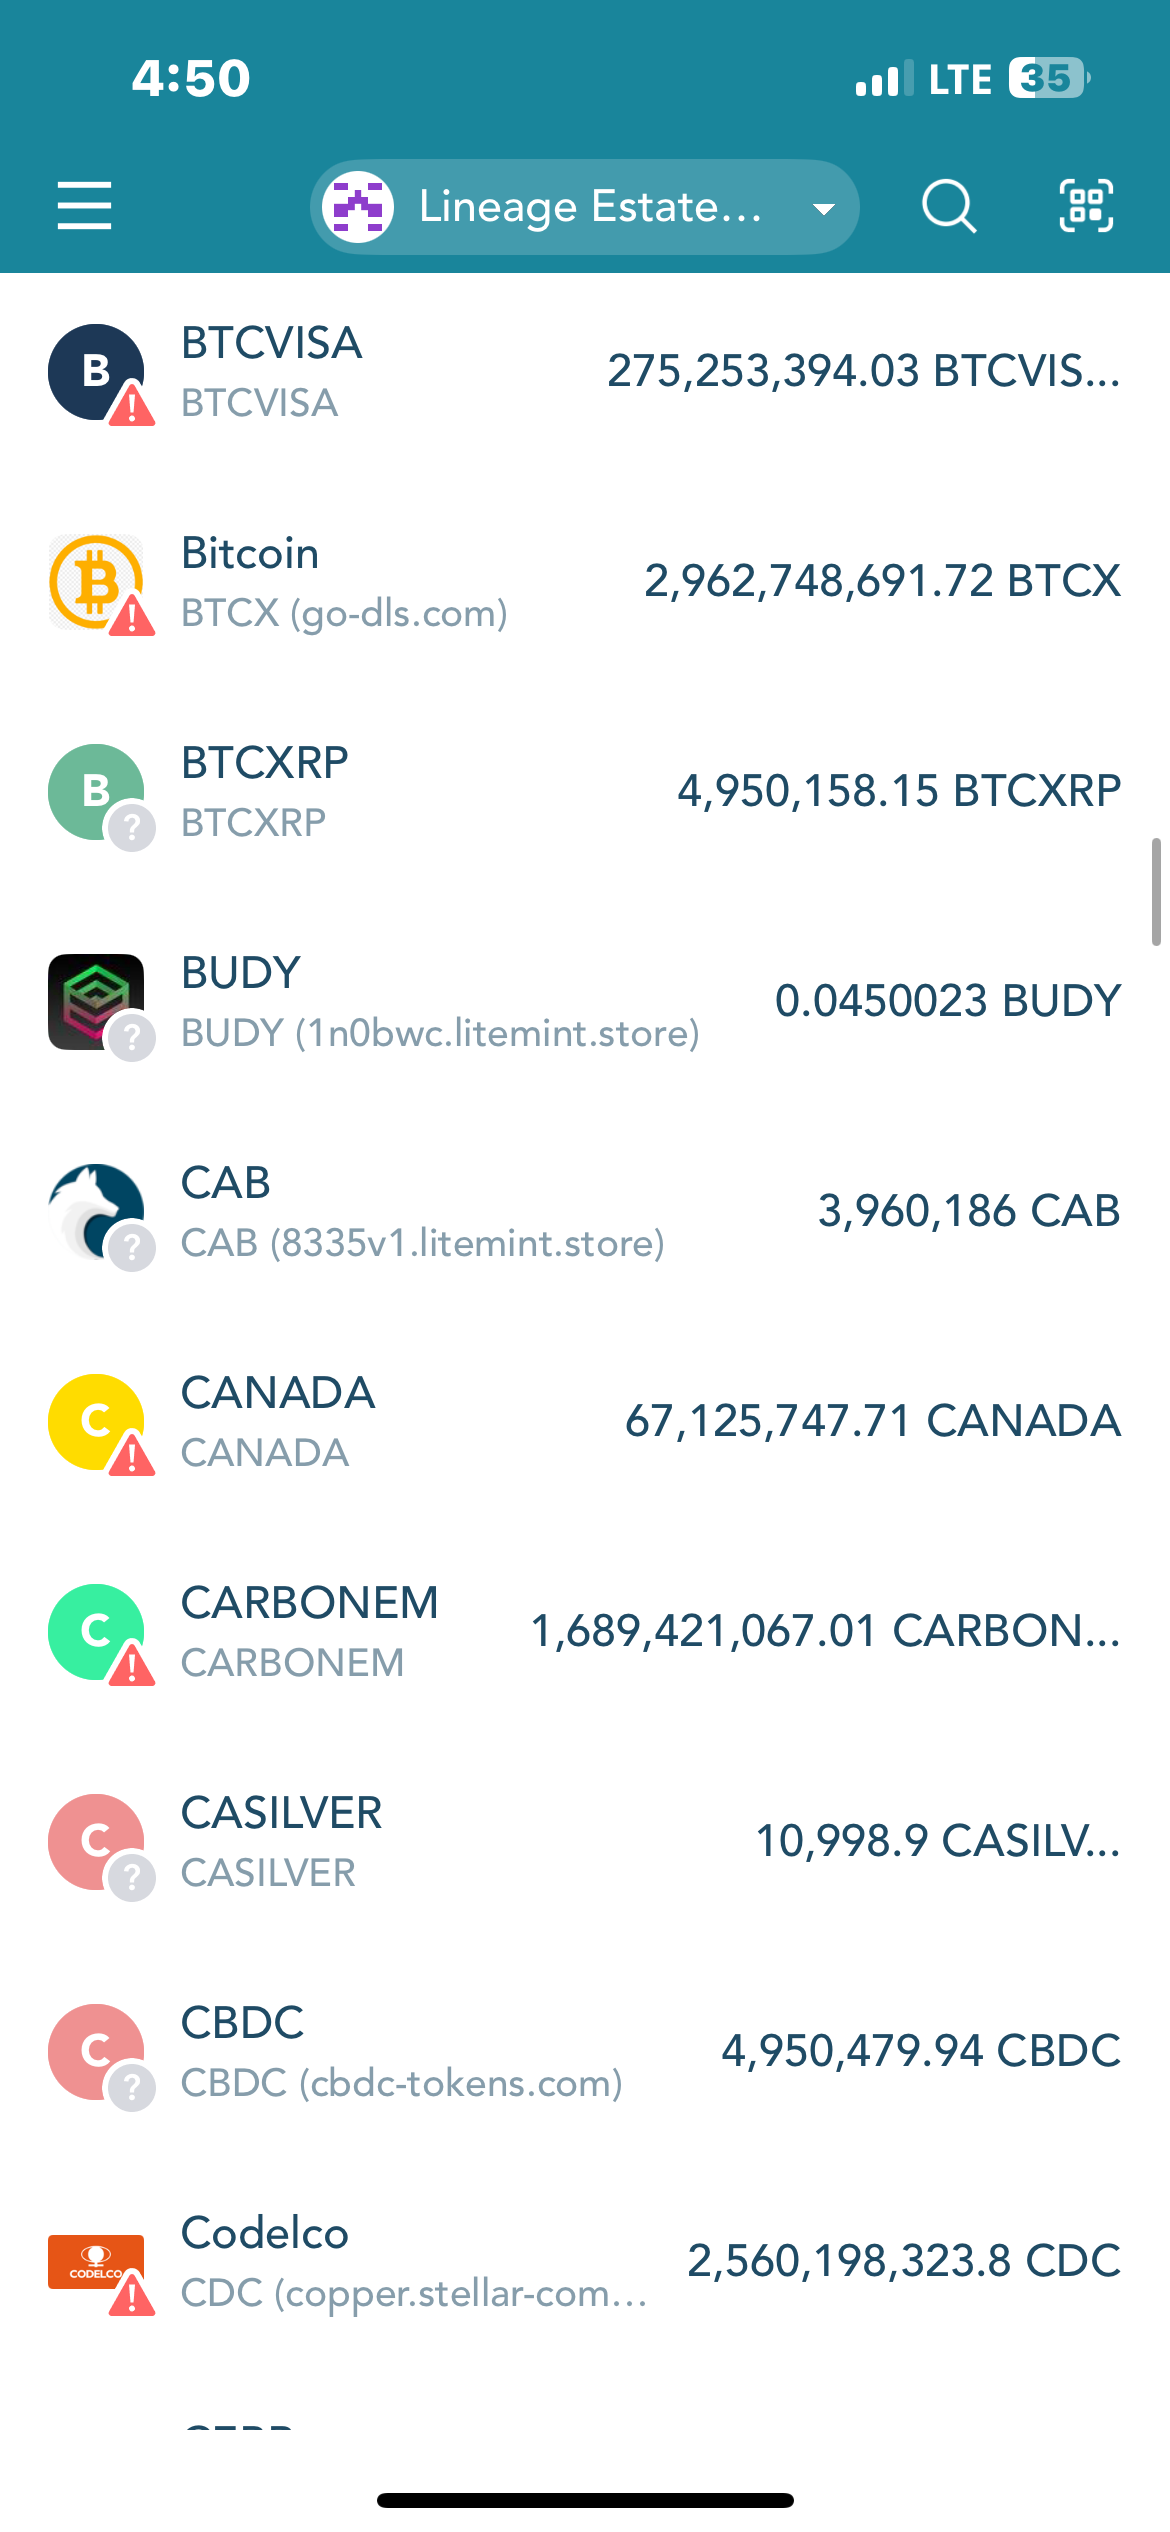 4:50
LTE 35
Lineage Estate...
B
BTCVISA
BTCVISA
275,253,394.03 BTCVIS...
Bitcoin
BTCX (go-dls.com)
2,962,748,691.72 BTCX
B
BTCXRP
BTCXRP
4,950,158.15 BTCXRP
?
BUDY
BUDY (1n0bwc.litemint.store)
0.0450023 BUDY
?
CAB
CAB (8335v1.litemint.store)
3,960,186 CAB
?
C
CANADA
CANADA
67,125,747.71 CANADA
C
CARBONEM
CARBONEM
1,689,421,067.01 CARBON...
C
CASILVER
CASILVER
10,998.9 CASILV...
?
C
CBDC
CBDC (cbdc-tokens.com)
4,950,479.94 CBDC
?
CODELCO
Codelco
CDC (copper.stellar-com...
2,560,198,323.8 CDC